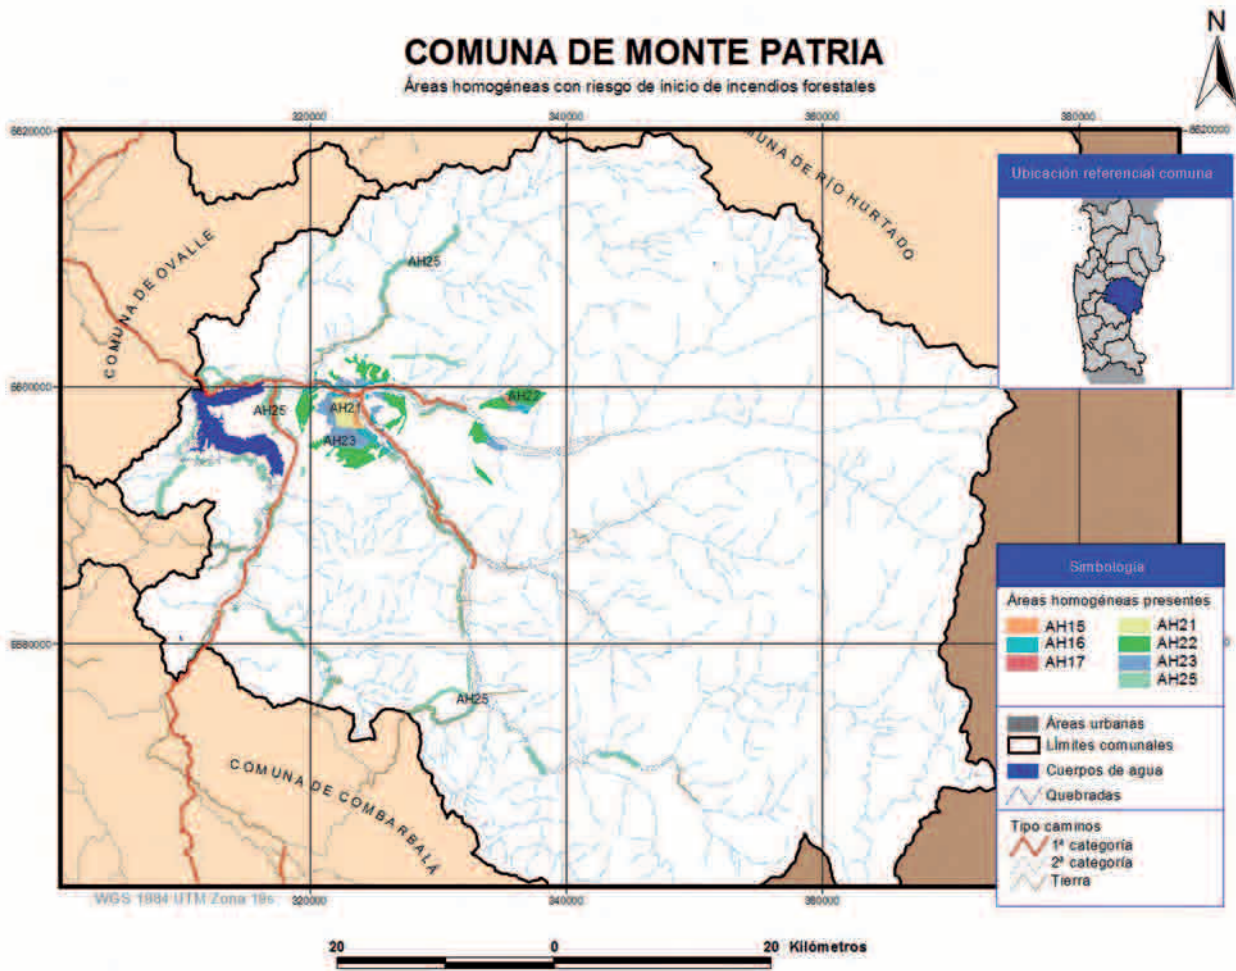 COMUNA DE MONTE PATRIA
Áreas homogéneas con riesgo de inicio de incendios forestales
N
320000
340000
360000
380000
6620000
6620000
Ubicación referencial comuna
COMUNA DE OVALLE
MUNA DE RÍO HURTADO
AH25
6600000
6600000
AH25
AH21
AH22
AH23
Simbología
Áreas homogéneas presentes
AH15
AH21
AH16
AH22
AH17
AH23
AH25
6580000
0
AH25
Áreas urbanas
Límites comunales
Cuerpos de agua
Quebradas
COMUNA DE COMBARBALÁ
Tipo caminos
1ª categoría
2ª categoría
Tierra
WGS 1984 UTM Zona 19s
320000
340000
360000
20
0
20 Kilómetros